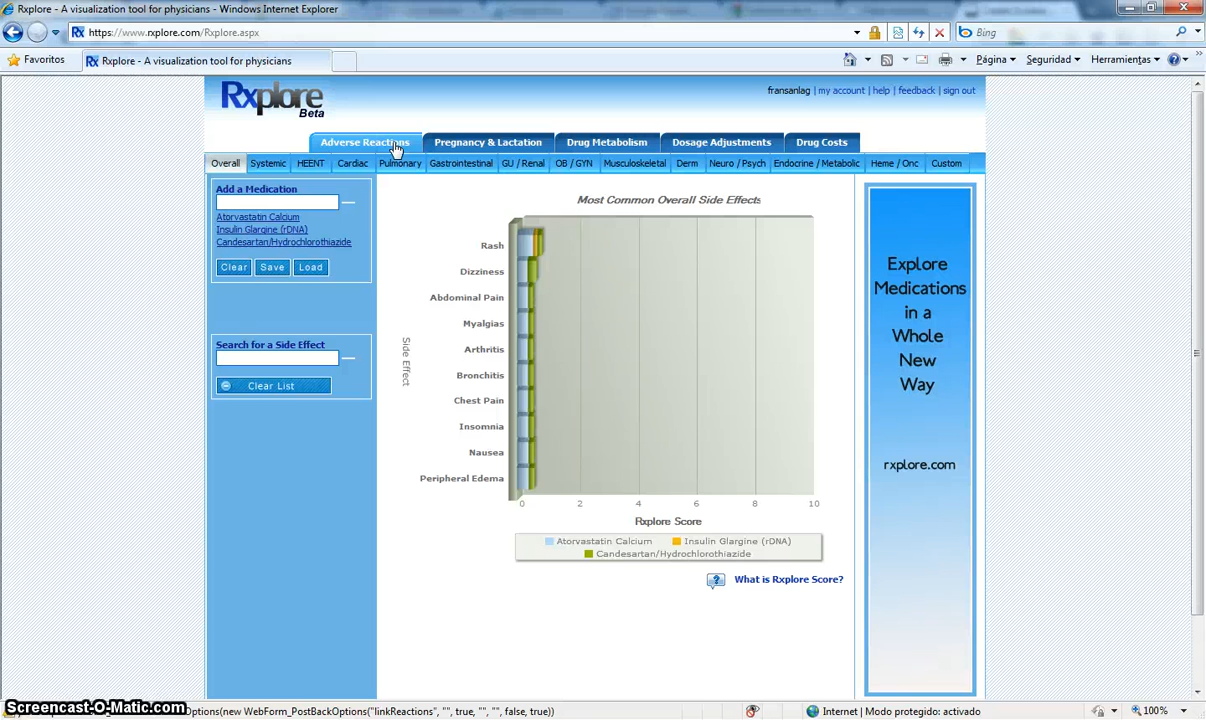 Rxplore - A visualization tool for physicians - Windows Internet Explorer
https://www.rxplore.com/Rxplore.aspx
Bing
Favoritos
Rxplore - A visualization tool for physicians
Página
Seguridad
Herramientas
Rxplore
Beta
fransanlag | my account | help | feedback | sign out
Adverse Reactions Pregnancy & Lactation Drug Metabolism Dosage Adjustments Drug Costs
Overall Systemic HEENT Cardiac Pulmonary Gastrointestinal GU / Renal OB / GYN Musculoskeletal Derm Neuro / Psych Endocrine / Metabolic Heme / Onc Custom
Add a Medication
Atorvastatin Calcium
Insulin Glargine (rDNA)
Candesartan/Hydrochlorothiazide
Clear Save Load
Search for a Side Effect
Clear List
Most Common Overall Side Effects
Side Effect
Rash
Dizziness
Abdominal Pain
Myalgias
Arthritis
Bronchitis
Chest Pain
Insomnia
Nausea
Peripheral Edema
0 2 4 6 8 10
Rxplore Score
Atorvastatin Calcium Insulin Glargine (rDNA)
Candesartan/Hydrochlorothiazide
What is Rxplore Score?
Explore
Medications
in a
Whole
New
Way
rxplore.com
Screencast-O-Matic.com
Options(new WebForm_PostBackOptions("linkReactions", "", true, "", "", false, true))
Internet | Modo protegido: activado
100%